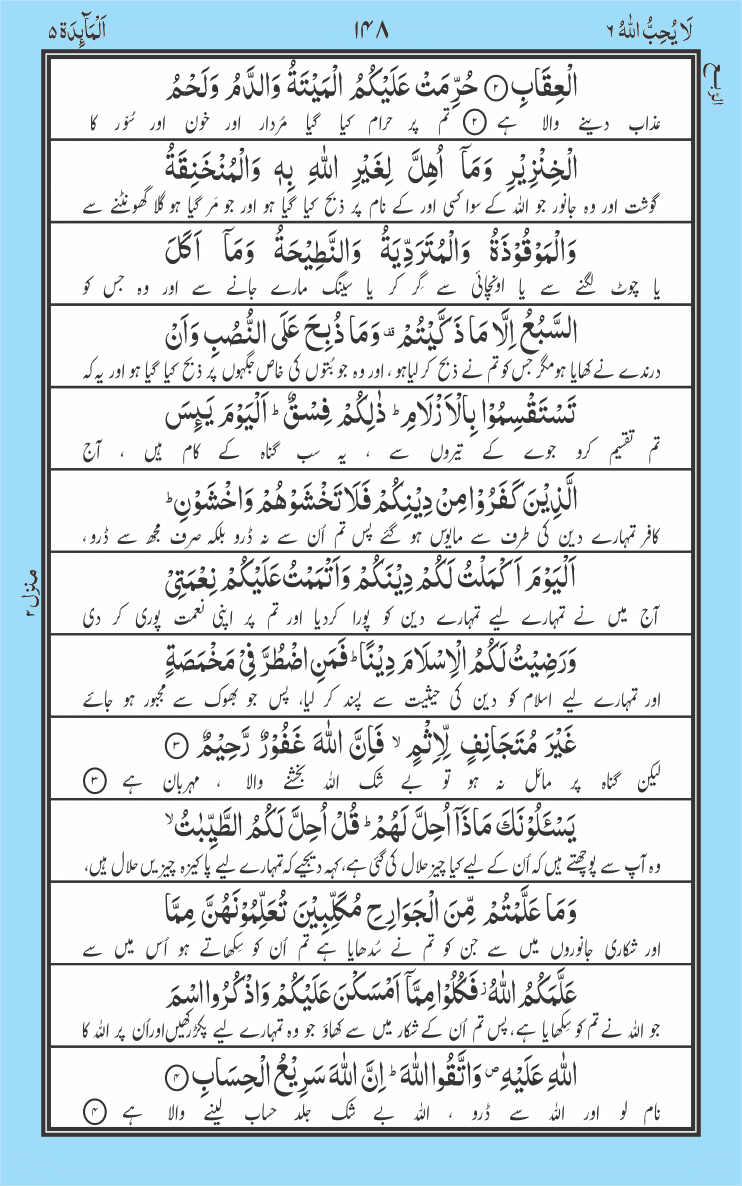 لَا يُحِبُّ اللّٰهُ ٦
١٤٨
اَلْمَآئِدَة ٥
الْعِقَابِ ۝٢ حُرِّمَتْ عَلَيْكُمُ الْمَيْتَةُ وَالدَّمُ وَلَحْمُ
عذاب دینے والا ہے ۝٢ تم پر حرام کیا گیا مُردار اور خون اور سُوَر کا
الْخِنْزِيْرِ وَمَآ اُهِلَّ لِغَيْرِ اللّٰهِ بِهٖ وَالْمُنْخَنِقَةُ
گوشت اور وہ جانور جو اللہ کے سوا کسی اور کے نام پر ذبح کیا گیا ہو اور جو مَر گیا ہو گلا گھونٹنے سے
وَالْمَوْقُوْذَةُ وَالْمُتَرَدِّيَةُ وَالنَّطِيْحَةُ وَمَآ اَكَلَ
یا چوٹ لگنے سے یا اونچائی سے گِر کر یا سینگ مارے جانے سے اور وہ جس کو
السَّبُعُ اِلَّا مَا ذَكَّيْتُمْ ۗ وَمَا ذُبِحَ عَلَى النُّصُبِ وَاَنْ
درندے نے کھایا ہو مگر جس کو تم نے ذبح کر لیا ہو ، اور وہ جو بُتوں کی خاص جگہوں پر ذبح کیا گیا ہو اور یہ کہ
تَسْتَقْسِمُوْا بِالْاَزْلَامِ ؕ ذٰلِكُمْ فِسْقٌ ؕ اَلْيَوْمَ يَىِٕسَ
تم تقسیم کرو جوے کے تیروں سے ، یہ سب گناہ کے کام ہیں ، آج
الَّذِيْنَ كَفَرُوْا مِنْ دِيْنِكُمْ فَلَا تَخْشَوْهُمْ وَاخْشَوْنِ ؕ
کافر تمہارے دین کی طرف سے مایوس ہو گئے پس تم اُن سے نہ ڈرو بلکہ صرف مجھ سے ڈرو ،
اَلْيَوْمَ اَكْمَلْتُ لَكُمْ دِيْنَكُمْ وَاَتْمَمْتُ عَلَيْكُمْ نِعْمَتِيْ
آج میں نے تمہارے لیے تمہارے دین کو پورا کردیا اور تم پر اپنی نعمت پوری کر دی
وَرَضِيْتُ لَكُمُ الْاِسْلَامَ دِيْنًا ؕ فَمَنِ اضْطُرَّ فِيْ مَخْمَصَةٍ
اور تمہارے لیے اسلام کو دین کی حیثیت سے پسند کر لیا، پس جو بھوک سے مجبور ہو جائے
غَيْرَ مُتَجَانِفٍ لِّاِثْمٍ ۙ فَاِنَّ اللّٰهَ غَفُوْرٌ رَّحِيْمٌ ۝٣
لیکن گناہ پر مائل نہ ہو تو بے شک اللہ بخشنے والا ، مہربان ہے ۝٣
يَسْـَٔلُوْنَكَ مَاذَآ اُحِلَّ لَهُمْ ؕ قُلْ اُحِلَّ لَكُمُ الطَّيِّبٰتُ ۙ
وہ آپ سے پوچھتے ہیں کہ اُن کے لیے کیا چیز حلال کی گئی ہے، کہہ دیجیے کہ تمہارے لیے پاکیزہ چیزیں حلال ہیں،
وَمَا عَلَّمْتُمْ مِّنَ الْجَوَارِحِ مُكَلِّبِيْنَ تُعَلِّمُوْنَهُنَّ مِمَّا
اور شکاری جانوروں میں سے جن کو تم نے سُدھایا ہے تم اُن کو سِکھاتے ہو اُس میں سے
عَلَّمَكُمُ اللّٰهُ ؗ فَكُلُوْا مِمَّآ اَمْسَكْنَ عَلَيْكُمْ وَاذْكُرُوا اسْمَ
جو اللہ نے تم کو سِکھایا ہے، پس تم اُن کے شکار میں سے کھاؤ جو وہ تمہارے لیے پکڑ رکھیں اور اُن پر اللہ کا
اللّٰهِ عَلَيْهِ ۪ وَاتَّقُوا اللّٰهَ ؕ اِنَّ اللّٰهَ سَرِيْعُ الْحِسَابِ ۝٤
نام لو اور اللہ سے ڈرو ، اللہ بے شک جلد حساب لینے والا ہے ۝٤
الرّبع
منزل ٢